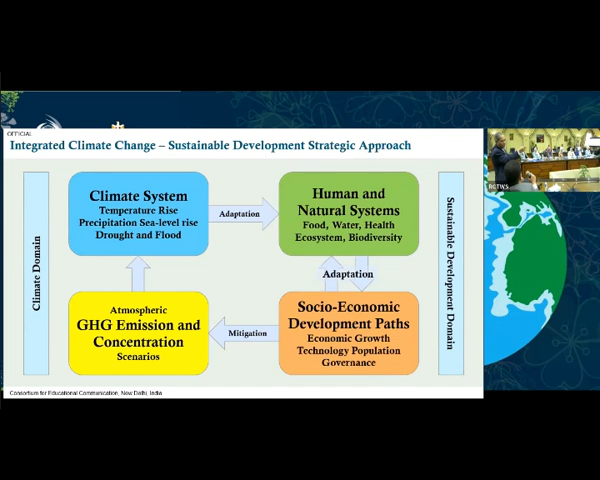 OFFICIAL
Integrated Climate Change – Sustainable Development Strategic Approach
Climate Domain
Climate System
Temperature Rise
Precipitation Sea-level rise
Drought and Flood
Adaptation
Human and
Natural Systems
Food, Water, Health
Ecosystem, Biodiversity
Sustainable Development Domain
Adaptation
Atmospheric
GHG Emission and
Concentration
Scenarios
Mitigation
Socio-Economic
Development Paths
Economic Growth
Technology Population
Governance
Consortium for Educational Communication, New Delhi, India